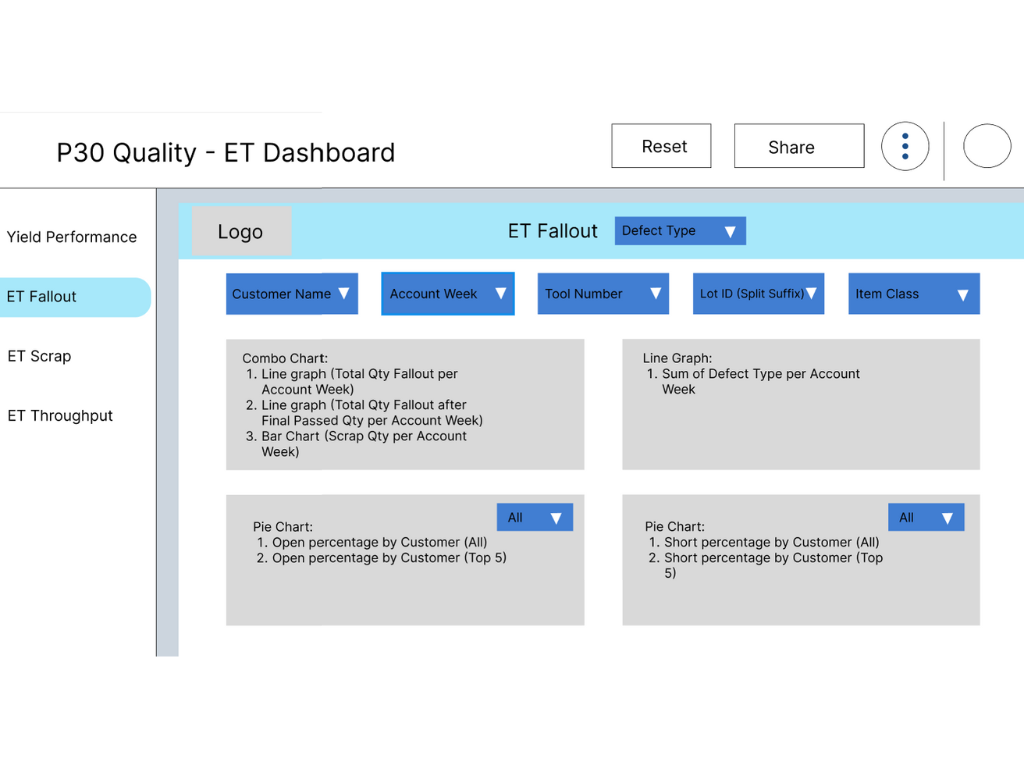 P30 Quality - ET Dashboard
Reset
Share
Yield Performance
ET Fallout
ET Scrap
ET Throughput
Logo
ET Fallout
Defect Type
Customer Name
Account Week
Tool Number
Lot ID (Split Suffix)
Item Class
Combo Chart:
1. Line graph (Total Qty Fallout per
Account Week)
2. Line graph (Total Qty Fallout after
Final Passed Qty per Account Week)
3. Bar Chart (Scrap Qty per Account
Week)
Line Graph:
1. Sum of Defect Type per Account
Week
All
Pie Chart:
1. Open percentage by Customer (All)
2. Open percentage by Customer (Top 5)
All
Pie Chart:
1. Short percentage by Customer (All)
2. Short percentage by Customer (Top
5)